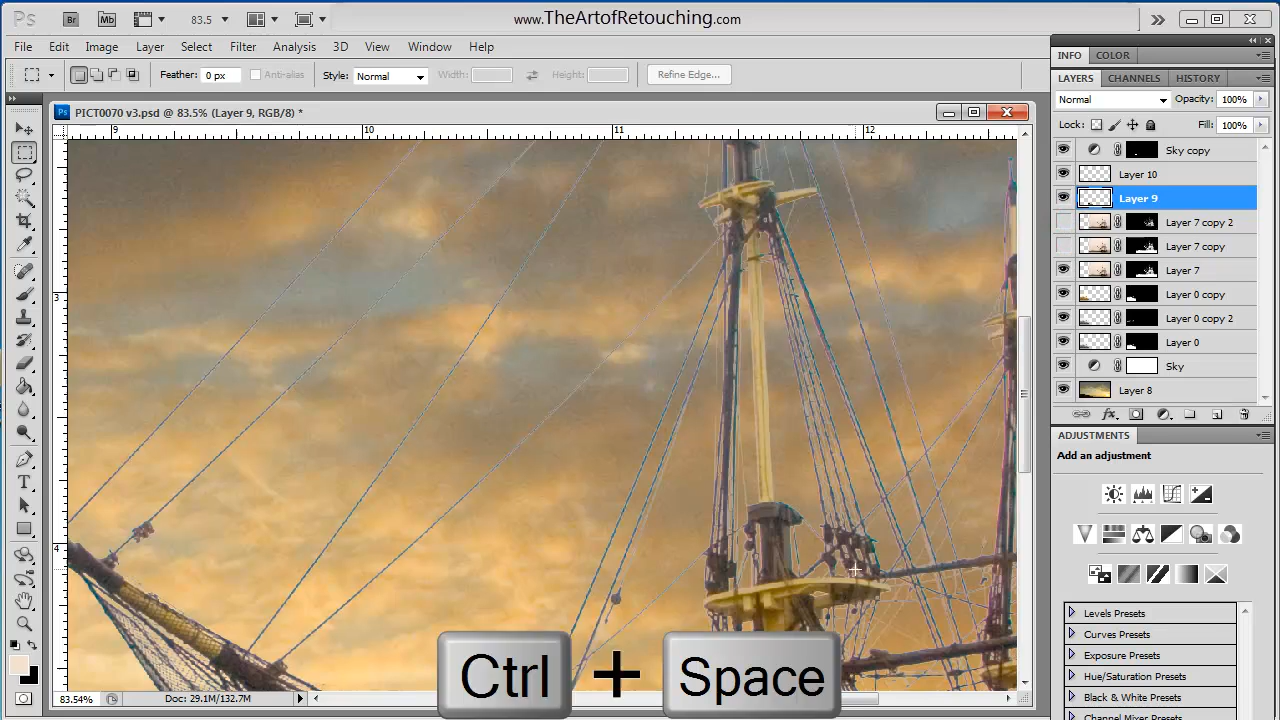 Ps Br Mb 83.5 www.TheArtofRetouching.com
File Edit Image Layer Select Filter Analysis 3D View Window Help
Feather: 0 px Anti-alias Style: Normal Width: Height: Refine Edge...
INFO COLOR
LAYERS CHANNELS HISTORY
Normal Opacity: 100%
Lock: Fill: 100%
Ps PICT0070 v3.psd @ 83.5% (Layer 9, RGB/8) *
9 10 11 12
3
4
Sky copy
Layer 10
Layer 9
Layer 7 copy 2
Layer 7 copy
Layer 7
Layer 0 copy
Layer 0 copy 2
Layer 0
Sky
Layer 8
fx
ADJUSTMENTS
Add an adjustment
Levels Presets
Curves Presets
Exposure Presets
Hue/Saturation Presets
Black & White Presets
Channel Mixer Presets
T
Ctrl + Space
83.54% Doc: 29.1M/132.7M